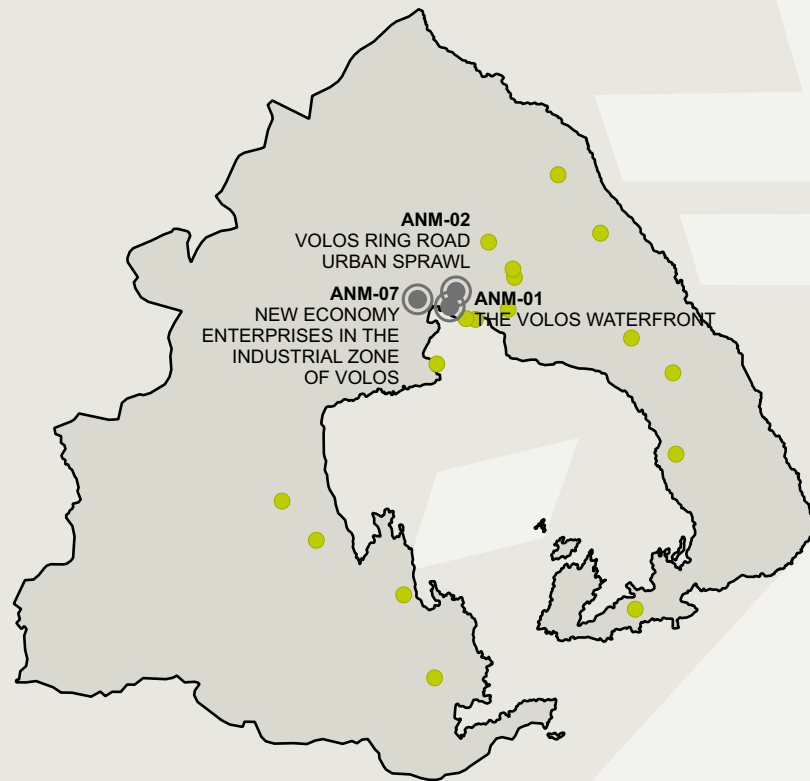 ANM-02
VOLOS RING ROAD
URBAN SPRAWL
ANM-07
NEW ECONOMY
ENTERPRISES IN THE
INDUSTRIAL ZONE
OF VOLOS
ANM-01
THE VOLOS WATERFRONT